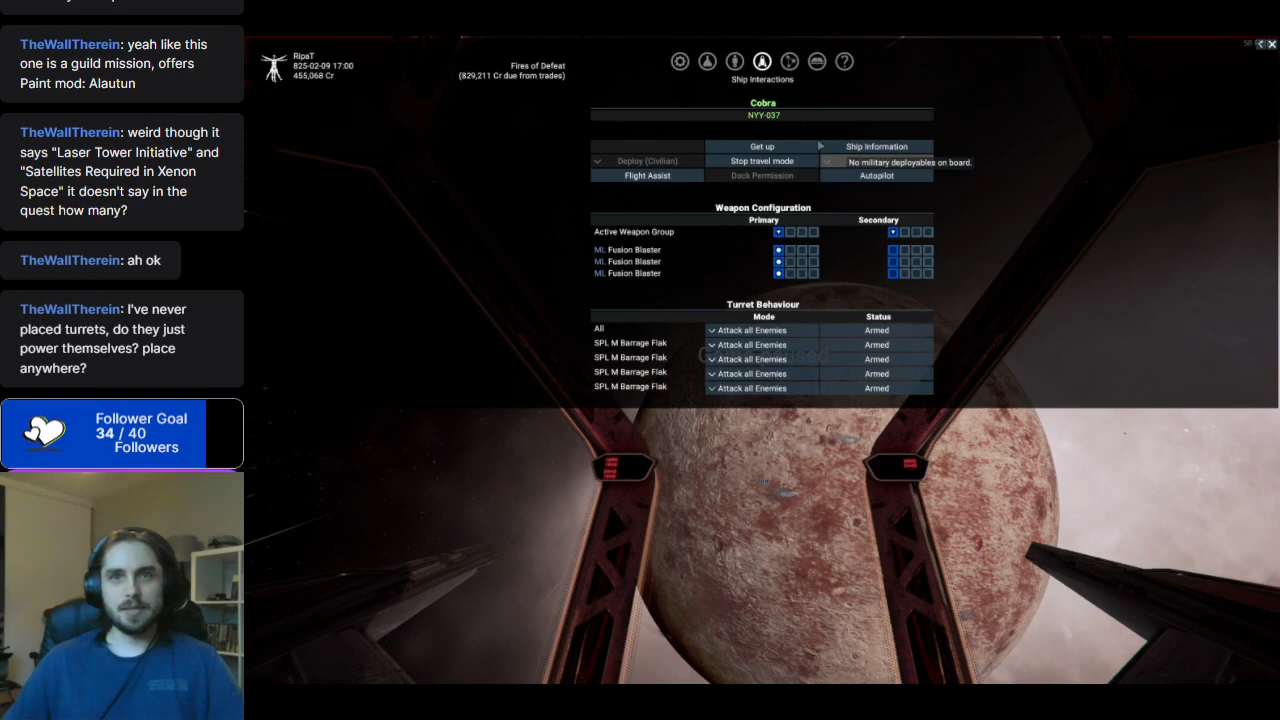 TheWallTherein: yeah like this
one is a guild mission, offers
Paint mod: Alautun
TheWallTherein: weird though it
says "Laser Tower Initiative" and
"Satellites Required in Xenon
Space" it doesn't say in the
quest how many?
TheWallTherein: ah ok
TheWallTherein: I've never
placed turrets, do they just
power themselves? place
anywhere?
Follower Goal
34 / 40
Followers
RipaT
825-02-09 17:00
455,068 Cr
Fires of Defeat
(829,211 Cr due from trades)
Ship Interactions
Cobra
NYY-037
Get up
Ship Information
Deploy (Civilian)
Stop travel mode
No military deployables on board.
Flight Assist
Dock Permission
Autopilot
Weapon Configuration
Primary
Secondary
Active Weapon Group
ML Fusion Blaster
ML Fusion Blaster
ML Fusion Blaster
Turret Behaviour
Mode
Status
All
Attack all Enemies
Armed
SPL M Barrage Flak
Attack all Enemies
Armed
SPL M Barrage Flak
Attack all Enemies
Armed
SPL M Barrage Flak
Attack all Enemies
Armed
SPL M Barrage Flak
Attack all Enemies
Armed